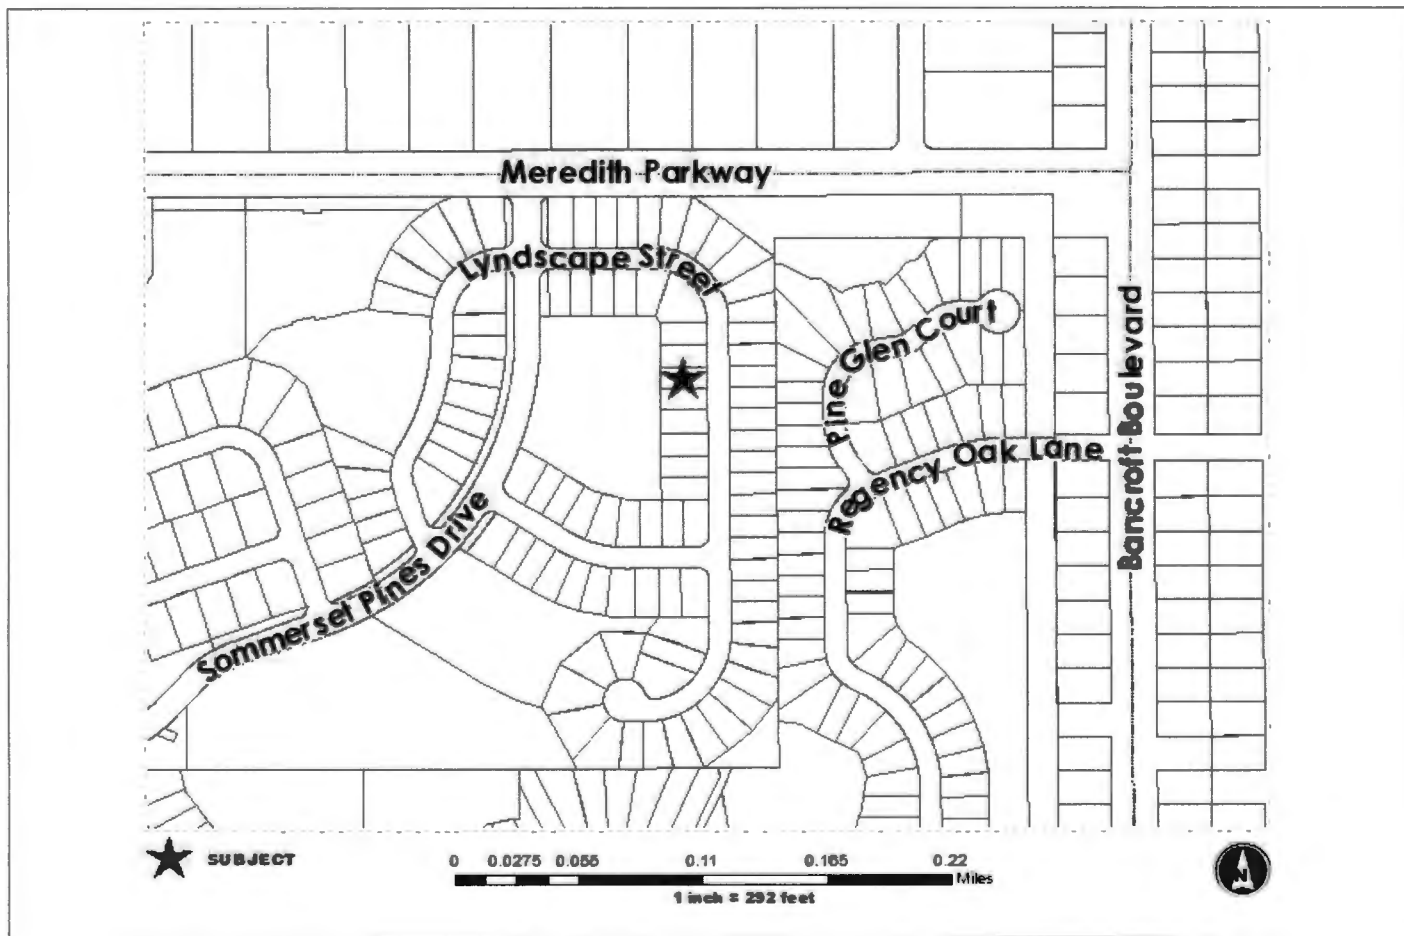 Meredith Parkway
Lyndscape Street
Pine Glen Court
Regency Oak Lane
Bancroft Boulevard
Sommerset Pines Drive
SUBJECT
0 0.0275 0.055 0.11 0.165 0.22
Miles
1 inch = 292 feet
N